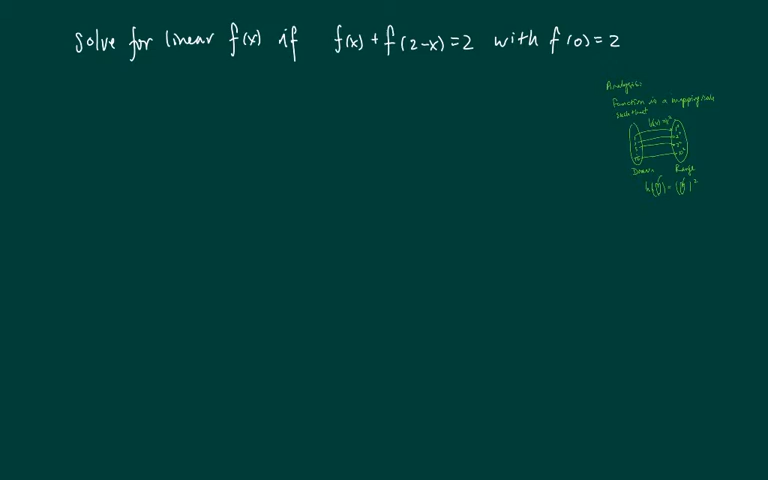 Solve for linear f(x) if f(x) + f(2-x) = 2 with f(0) = 2
Analysis:
Function is a mapping rule
such that
Domain Range